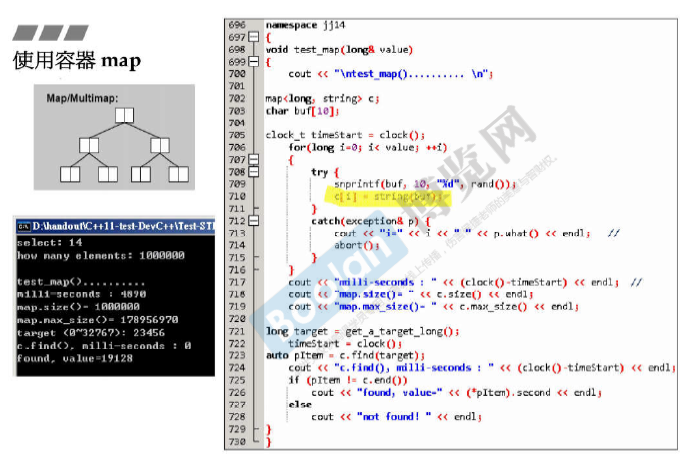 使用容器 map
Map/Multimap:
D:\handout\C++11-test-DevC++\Test-ST
select: 14
how many elements: 1000000
test_map()..........
milli-seconds : 4890
map.size()= 1000000
map.max_size()= 178956970
target (0~32767): 23456
c.find(), milli-seconds : 0
found, value=19128
696 namespace jj14
697 {
698 void test_map(long& value)
699 {
700 cout << "\ntest_map().......... \n";
701
702 map<long, string> c;
703 char buf[10];
704
705 clock_t timeStart = clock();
706 for(long i=0; i< value; ++i)
707 {
708 try {
709 snprintf(buf, 10, "%d", rand());
710 c[i] = string(buf);
711 }
712 catch(exception& p) {
713 cout << "i=" << i << " " << p.what() << endl; //
714 abort();
715 }
716 }
717 cout << "milli-seconds : " << (clock()-timeStart) << endl; //
718 cout << "map.size()= " << c.size() << endl;
719 cout << "map.max_size()= " << c.max_size() << endl;
720
721 long target = get_a_target_long();
722 timeStart = clock();
723 auto pItem = c.find(target);
724 cout << "c.find(), milli-seconds : " << (clock()-timeStart) << endl;
725 if (pItem != c.end())
726 cout << "found, value=" << (*pItem).second << endl;
727 else
728 cout << "not found! " << endl;
729 }
730 }
Boolan
博览网